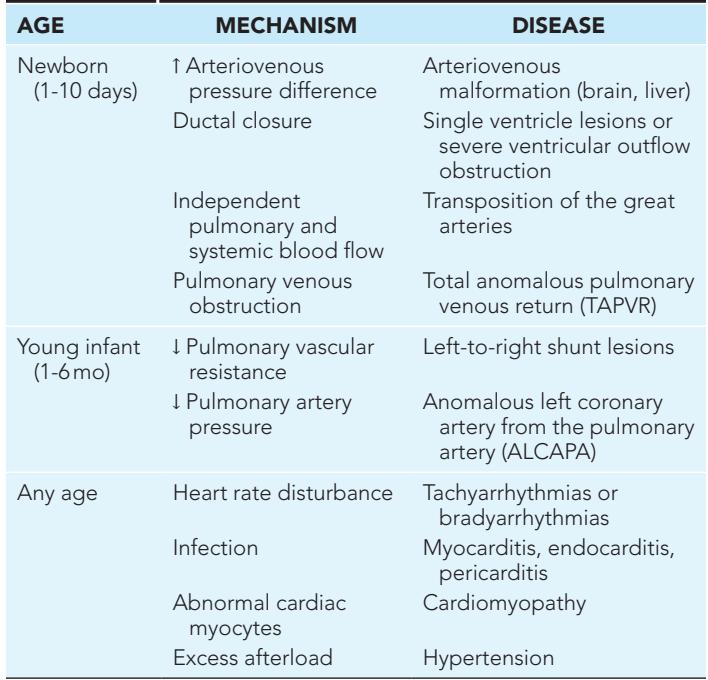 AGE MECHANISM DISEASE
Newborn ↑ Arteriovenous Arteriovenous
(1-10 days) pressure difference malformation (brain, liver)
Ductal closure Single ventricle lesions or
severe ventricular outflow
obstruction
Independent Transposition of the great
pulmonary and arteries
systemic blood flow
Pulmonary venous Total anomalous pulmonary
obstruction venous return (TAPVR)
Young infant ↓ Pulmonary vascular Left-to-right shunt lesions
(1-6 mo) resistance
↓ Pulmonary artery Anomalous left coronary
pressure artery from the pulmonary
artery (ALCAPA)
Any age Heart rate disturbance Tachyarrhythmias or
bradyarrhythmias
Infection Myocarditis, endocarditis,
pericarditis
Abnormal cardiac Cardiomyopathy
myocytes
Excess afterload Hypertension